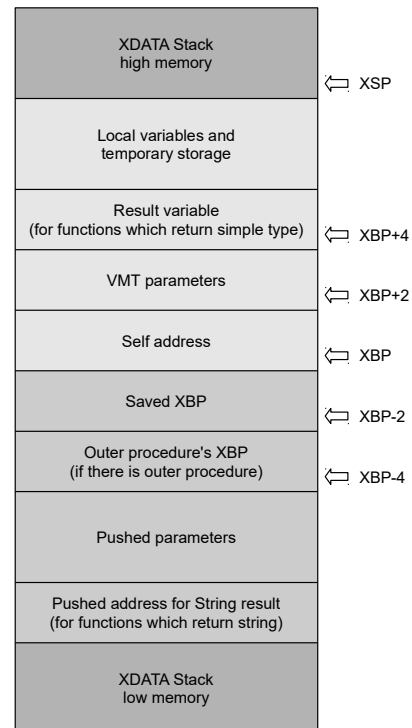 XDATA Stack
high memory
XSP
Local variables and
temporary storage
Result variable
(for functions which return simple type)
XBP+4
VMT parameters
XBP+2
Self address
XBP
Saved XBP
XBP-2
Outer procedure's XBP
(if there is outer procedure)
XBP-4
Pushed parameters
Pushed address for String result
(for functions which return string)
XDATA Stack
low memory